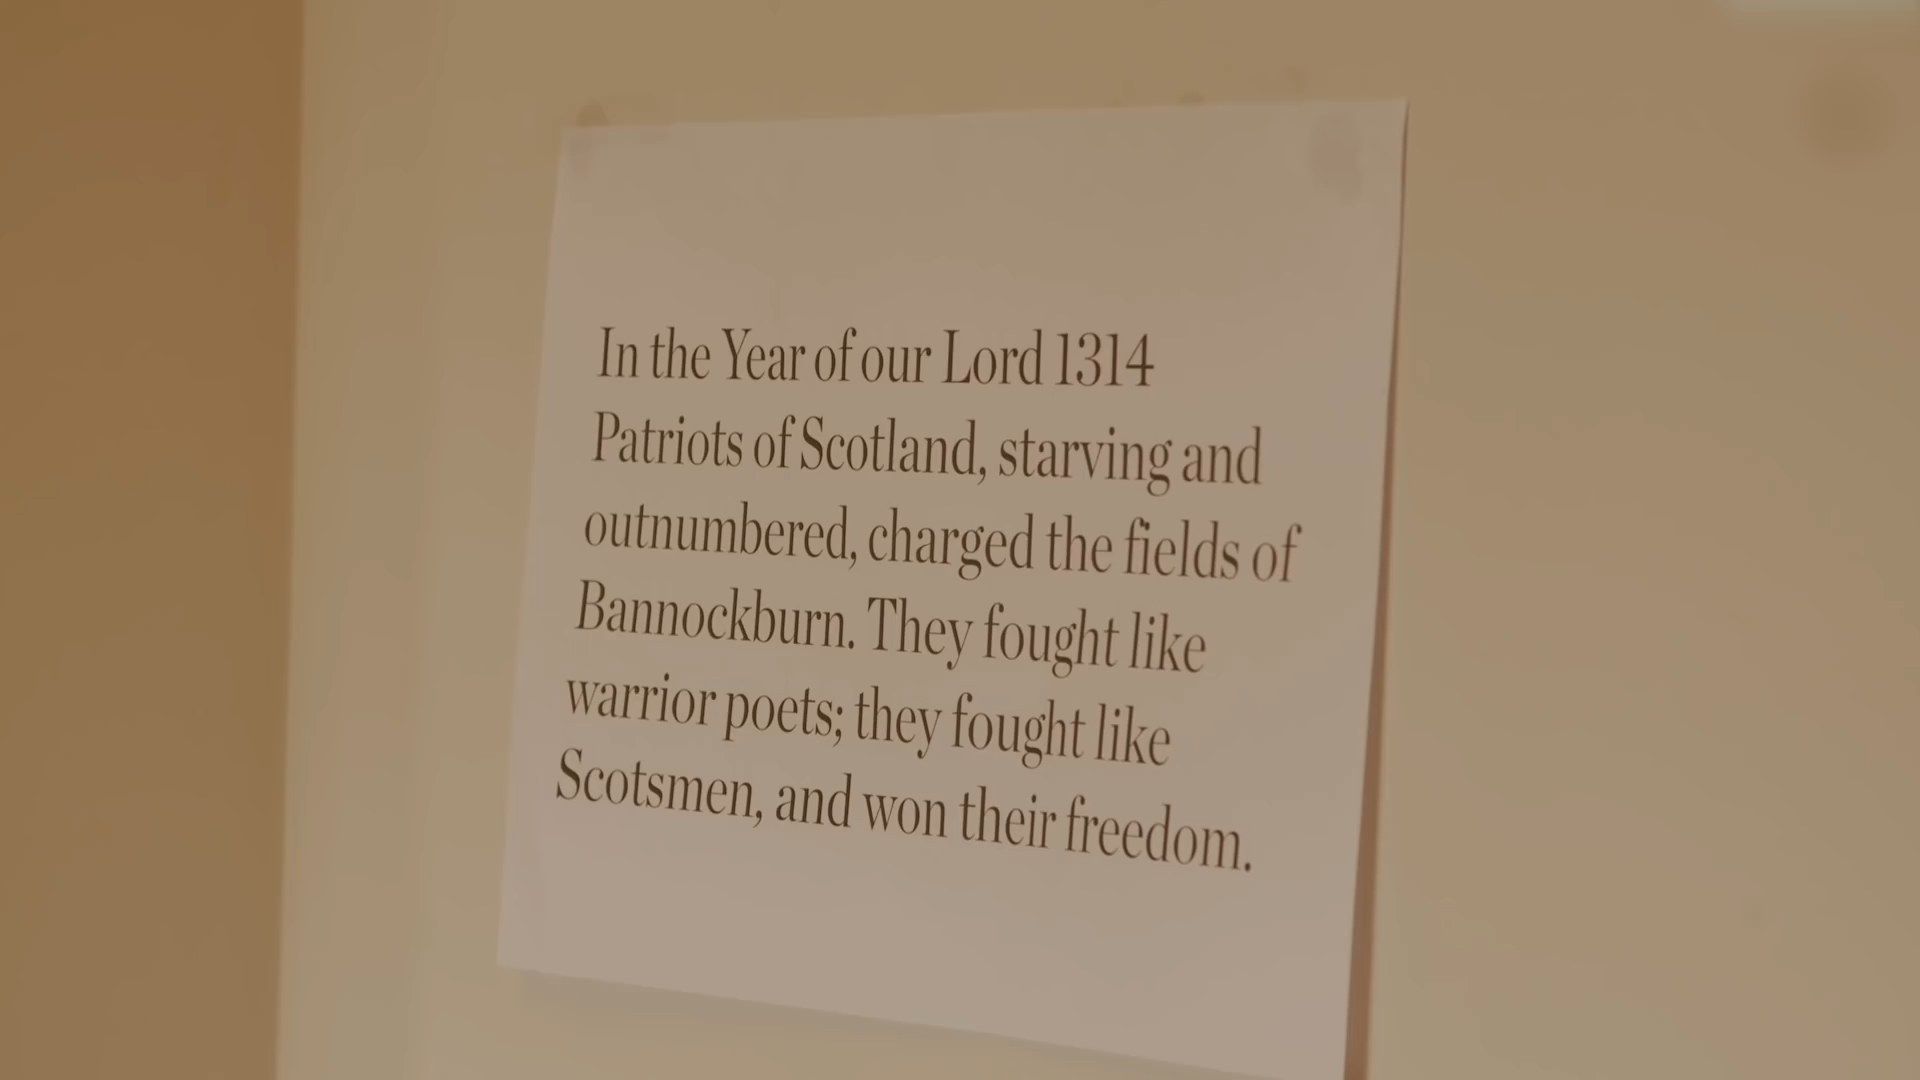 In the Year of our Lord 1314
Patriots of Scotland, starving and
outnumbered, charged the fields of
Bannockburn. They fought like
warrior poets; they fought like
Scotsmen, and won their freedom.